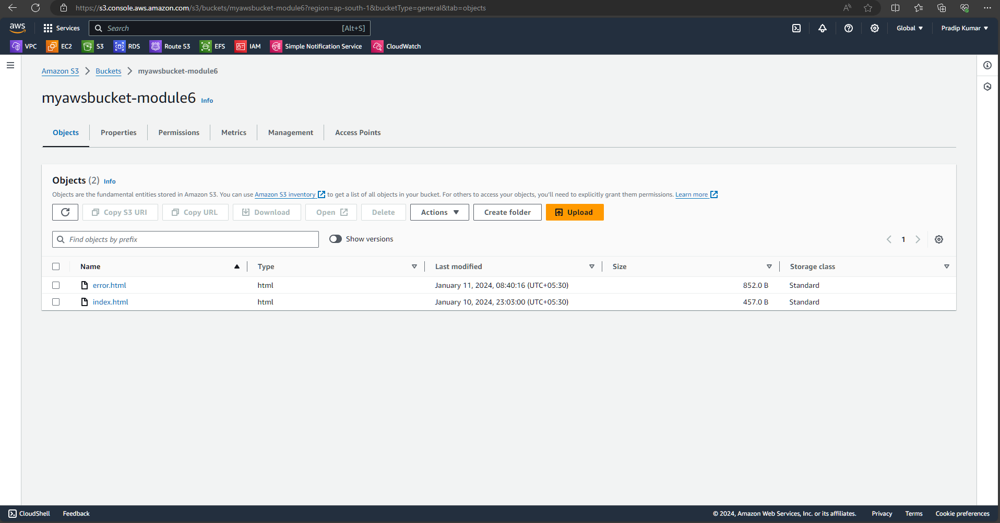 https://s3.console.aws.amazon.com/s3/buckets/myawsbucket-module6?region=ap-south-1&bucketType=general&tab=objects
aws Services Search [Alt+S] Global Pradip Kumar
VPC EC2 S3 RDS Route 53 EFS IAM Simple Notification Service CloudWatch
Amazon S3 Buckets myawsbucket-module6
myawsbucket-module6 Info
Objects Properties Permissions Metrics Management Access Points
Objects (2) Info
Objects are the fundamental entities stored in Amazon S3. You can use Amazon S3 inventory to get a list of all objects in your bucket. For others to access your objects, you'll need to explicitly grant them permissions. Learn more
Copy S3 URI Copy URL Download Open Delete Actions Create folder Upload
Find objects by prefix Show versions 1
Name Type Last modified Size Storage class
error.html html January 11, 2024, 08:40:16 (UTC+05:30) 852.0 B Standard
index.html html January 10, 2024, 23:03:00 (UTC+05:30) 457.0 B Standard
CloudShell Feedback © 2024, Amazon Web Services, Inc. or its affiliates. Privacy Terms Cookie preferences